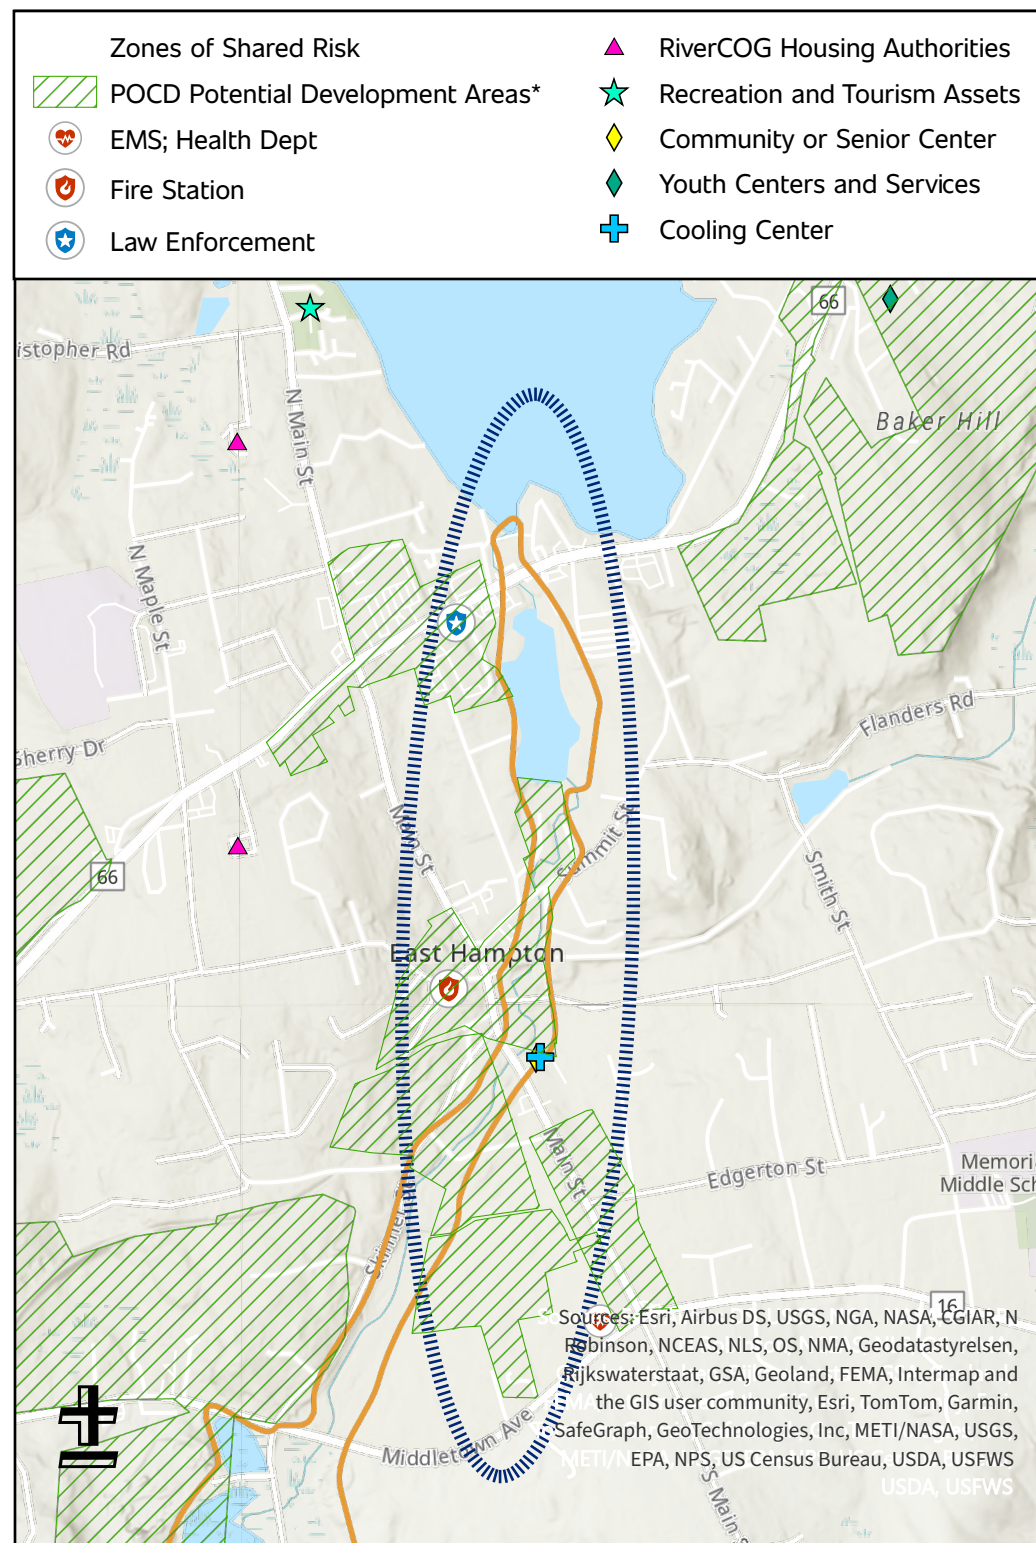 Zones of Shared Risk
POCD Potential Development Areas*
EMS; Health Dept
Fire Station
Law Enforcement
RiverCOG Housing Authorities
Recreation and Tourism Assets
Community or Senior Center
Youth Centers and Services
Cooling Center
66
istopher Rd
N Main St
Baker Hill
N Maple St
Flanders Rd
Sherry Dr
Main St
Summit St
66
Smith St
East Hampton
Main St
Edgerton St
Memori
Middle Sch
16
Sources: Esri, Airbus DS, USGS, NGA, NASA, CGIAR, N
Robinson, NCEAS, NLS, OS, NMA, Geodatastyrelsen,
Rijkswaterstaat, GSA, Geoland, FEMA, Intermap and
the GIS user community, Esri, TomTom, Garmin,
SafeGraph, GeoTechnologies, Inc, METI/NASA, USGS,
EPA, NPS, US Census Bureau, USDA, USFWS
USDA, USFWS
Middletown Ave
S Main S